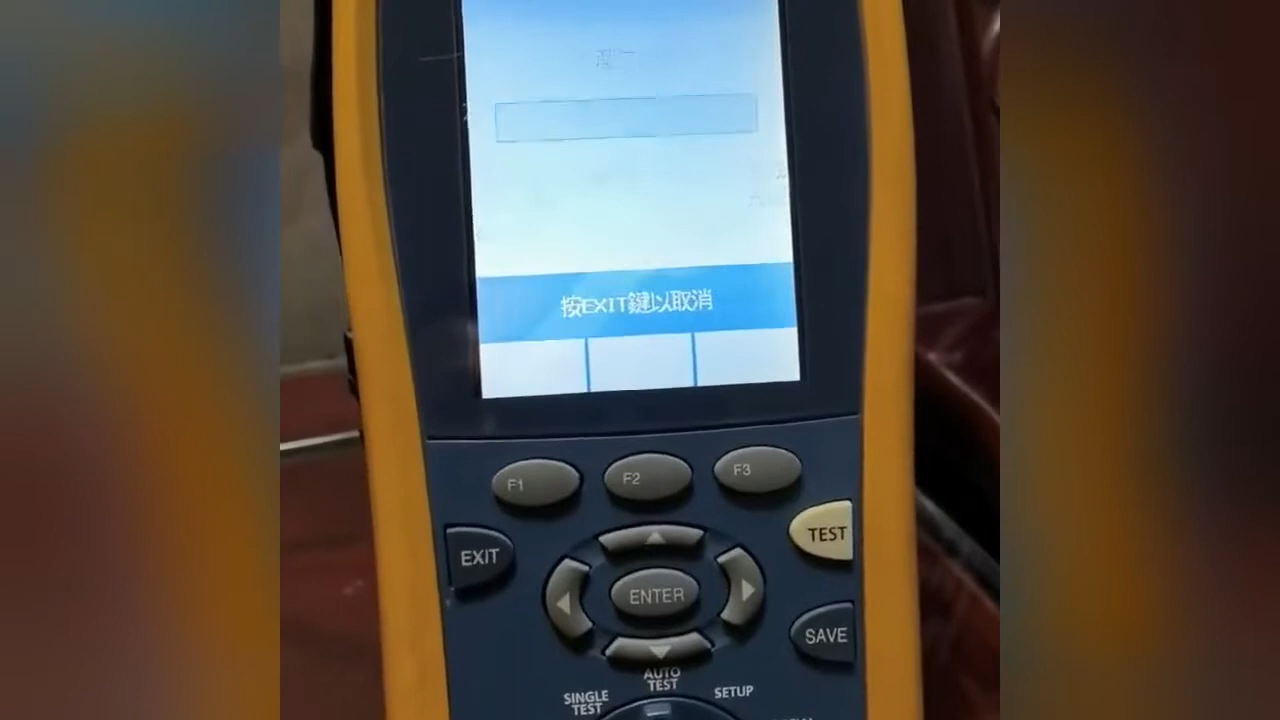 按EXIT鍵以取消
F1
F2
F3
TEST
EXIT
ENTER
SAVE
AUTO
TEST
SINGLE
TEST
SETUP